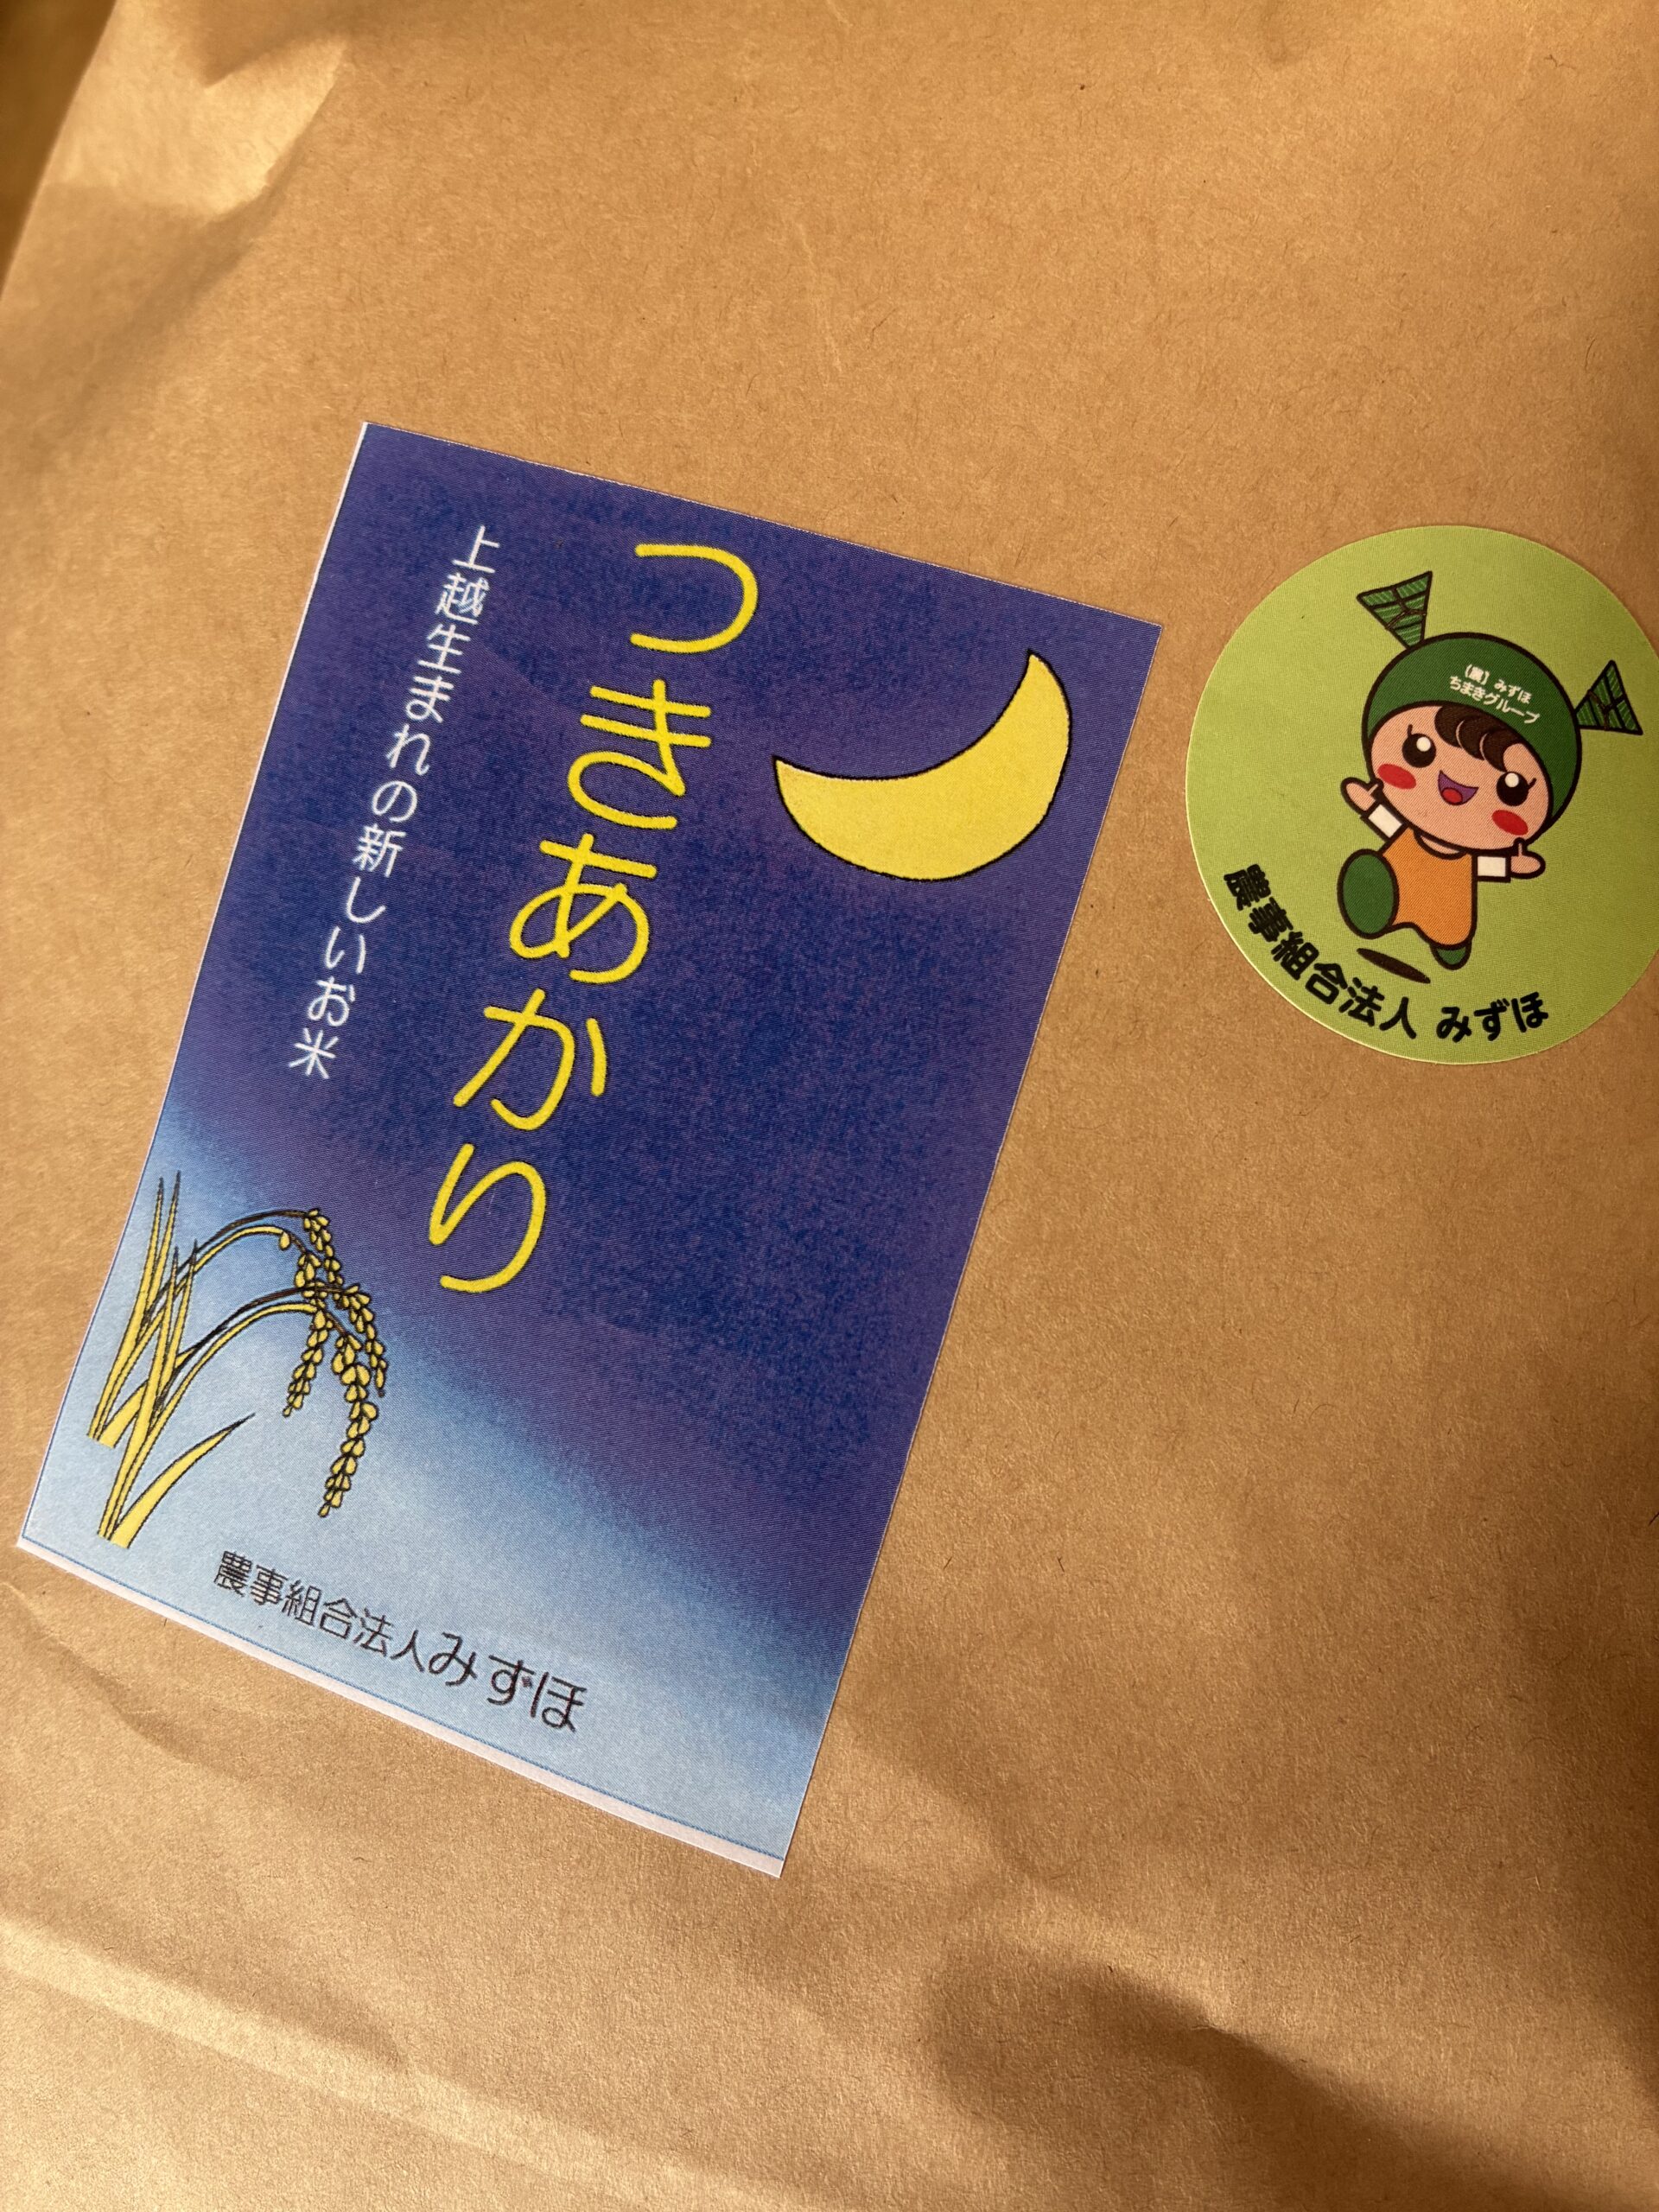 つきあかり
上越生まれの新しいお米
農事組合法人みずほ
(農)みずほ
ちまきグループ
農事組合法人 みずほ